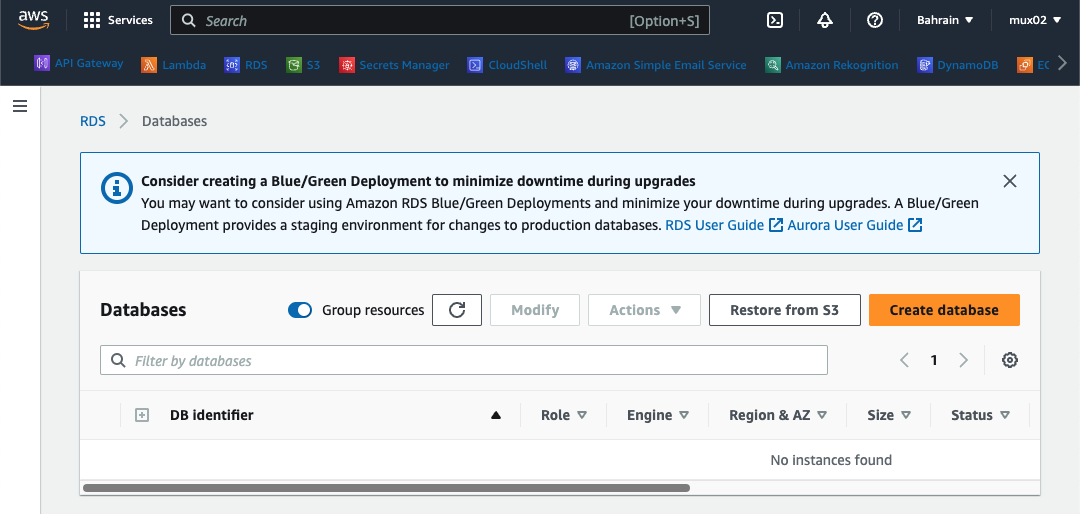 aws
Services
Search
[Option+S]
Bahrain
mux02
API Gateway
Lambda
RDS
S3
Secrets Manager
CloudShell
Amazon Simple Email Service
Amazon Rekognition
DynamoDB
EC
RDS
Databases
Consider creating a Blue/Green Deployment to minimize downtime during upgrades
You may want to consider using Amazon RDS Blue/Green Deployments and minimize your downtime during upgrades. A Blue/Green
Deployment provides a staging environment for changes to production databases. RDS User Guide Aurora User Guide
Databases
Group resources
Modify
Actions
Restore from S3
Create database
Filter by databases
1
DB identifier
Role
Engine
Region & AZ
Size
Status
No instances found